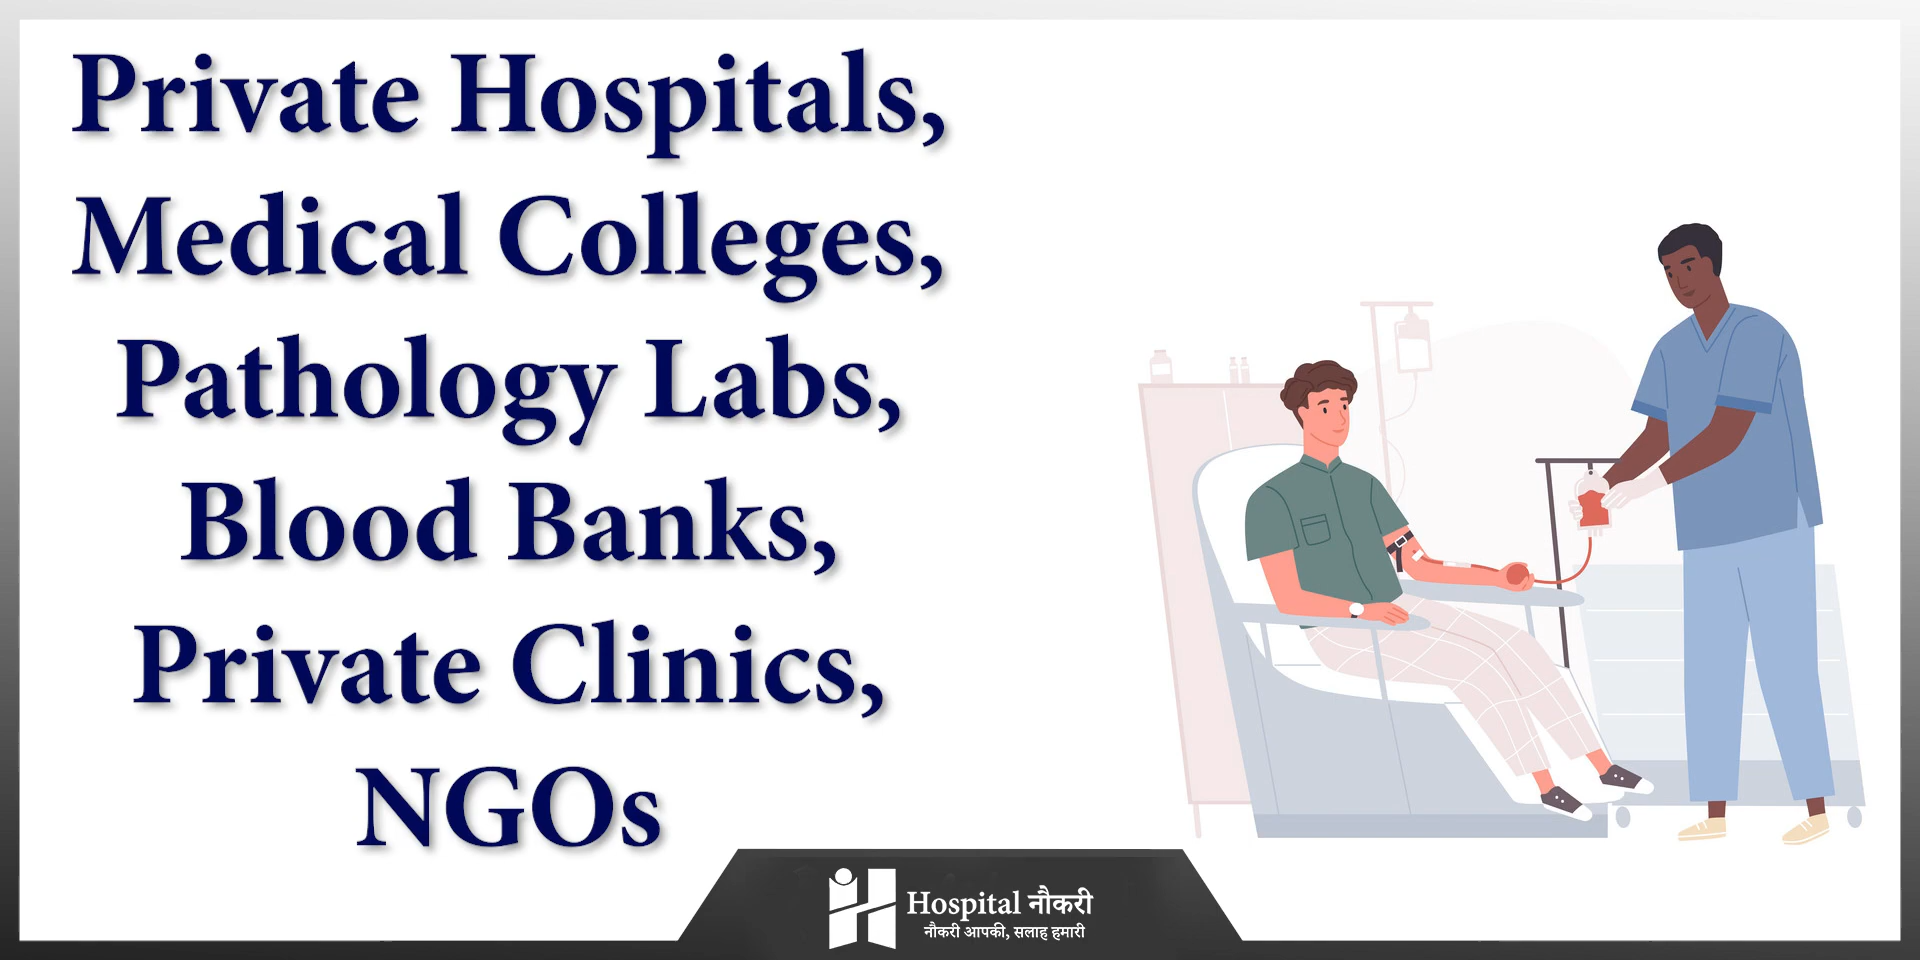 Private Hospitals,
Medical Colleges,
Pathology Labs,
Blood Banks,
Private Clinics,
NGOs
Hospital नौकरी
नौकरी आपकी, सलाह हमारी